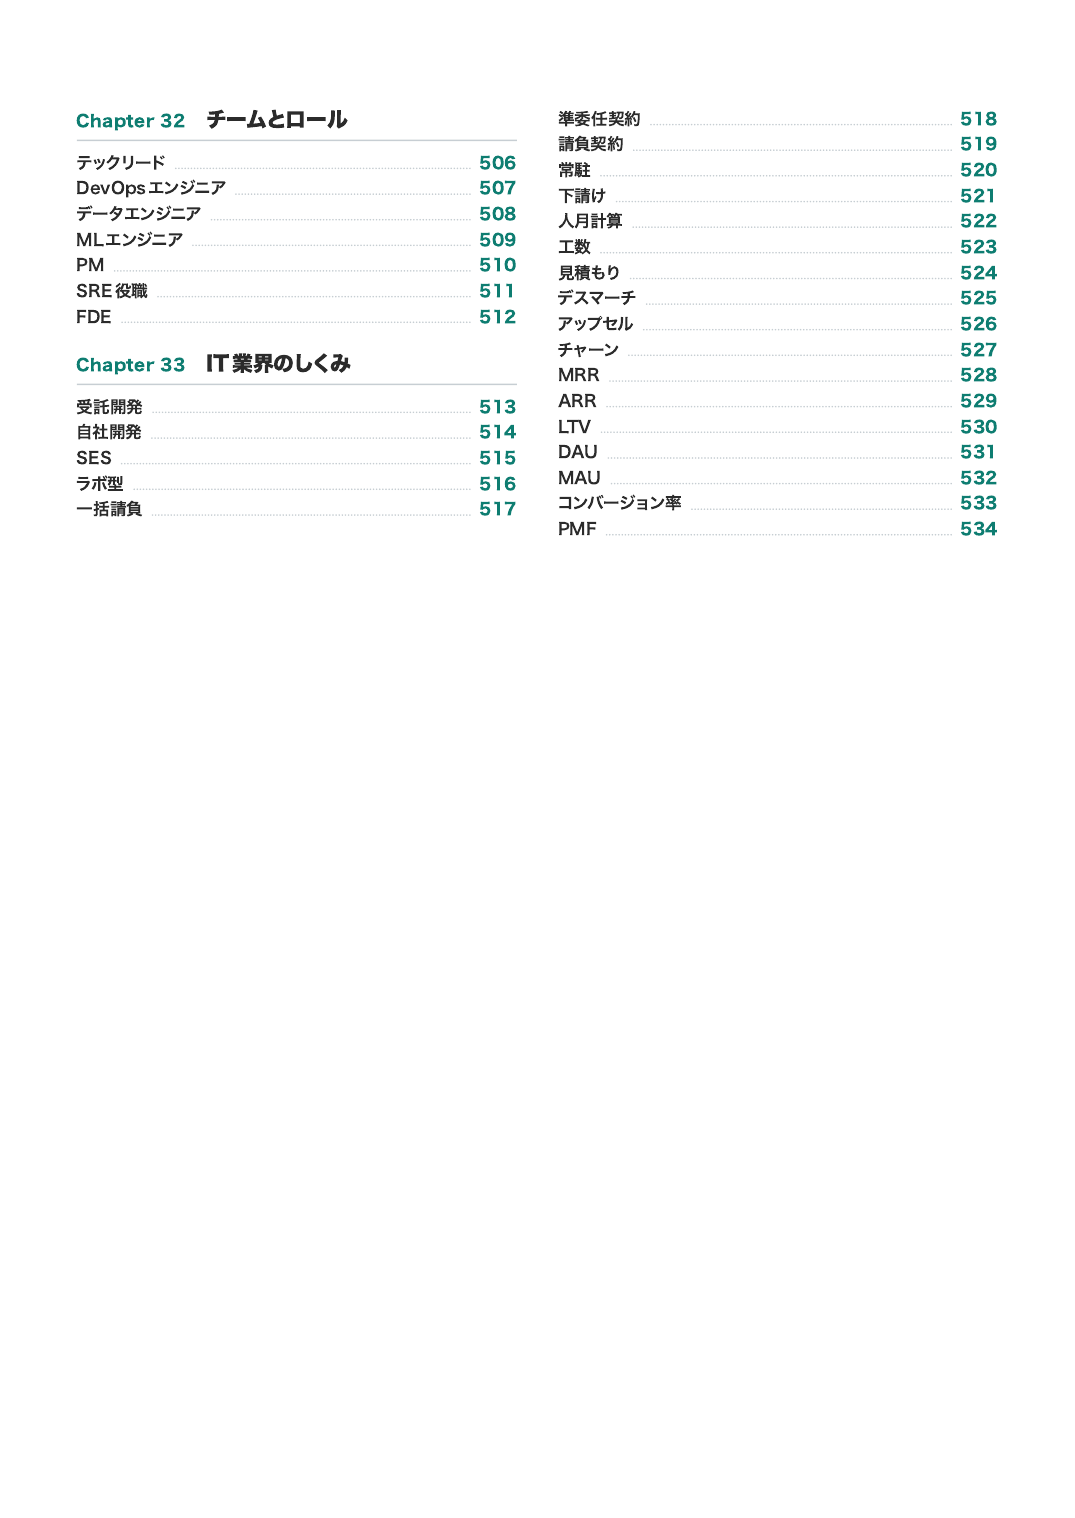 Chapter 32 チームとロール
テックリード 506
DevOpsエンジニア 507
データエンジニア 508
MLエンジニア 509
PM 510
SRE役職 511
FDE 512
Chapter 33 IT業界のしくみ
受託開発 513
自社開発 514
SES 515
ラボ型 516
一括請負 517
準委任契約 518
請負契約 519
常駐 520
下請け 521
人月計算 522
工数 523
見積もり 524
デスマーチ 525
アップセル 526
チャーン 527
MRR 528
ARR 529
LTV 530
DAU 531
MAU 532
コンバージョン率 533
PMF 534